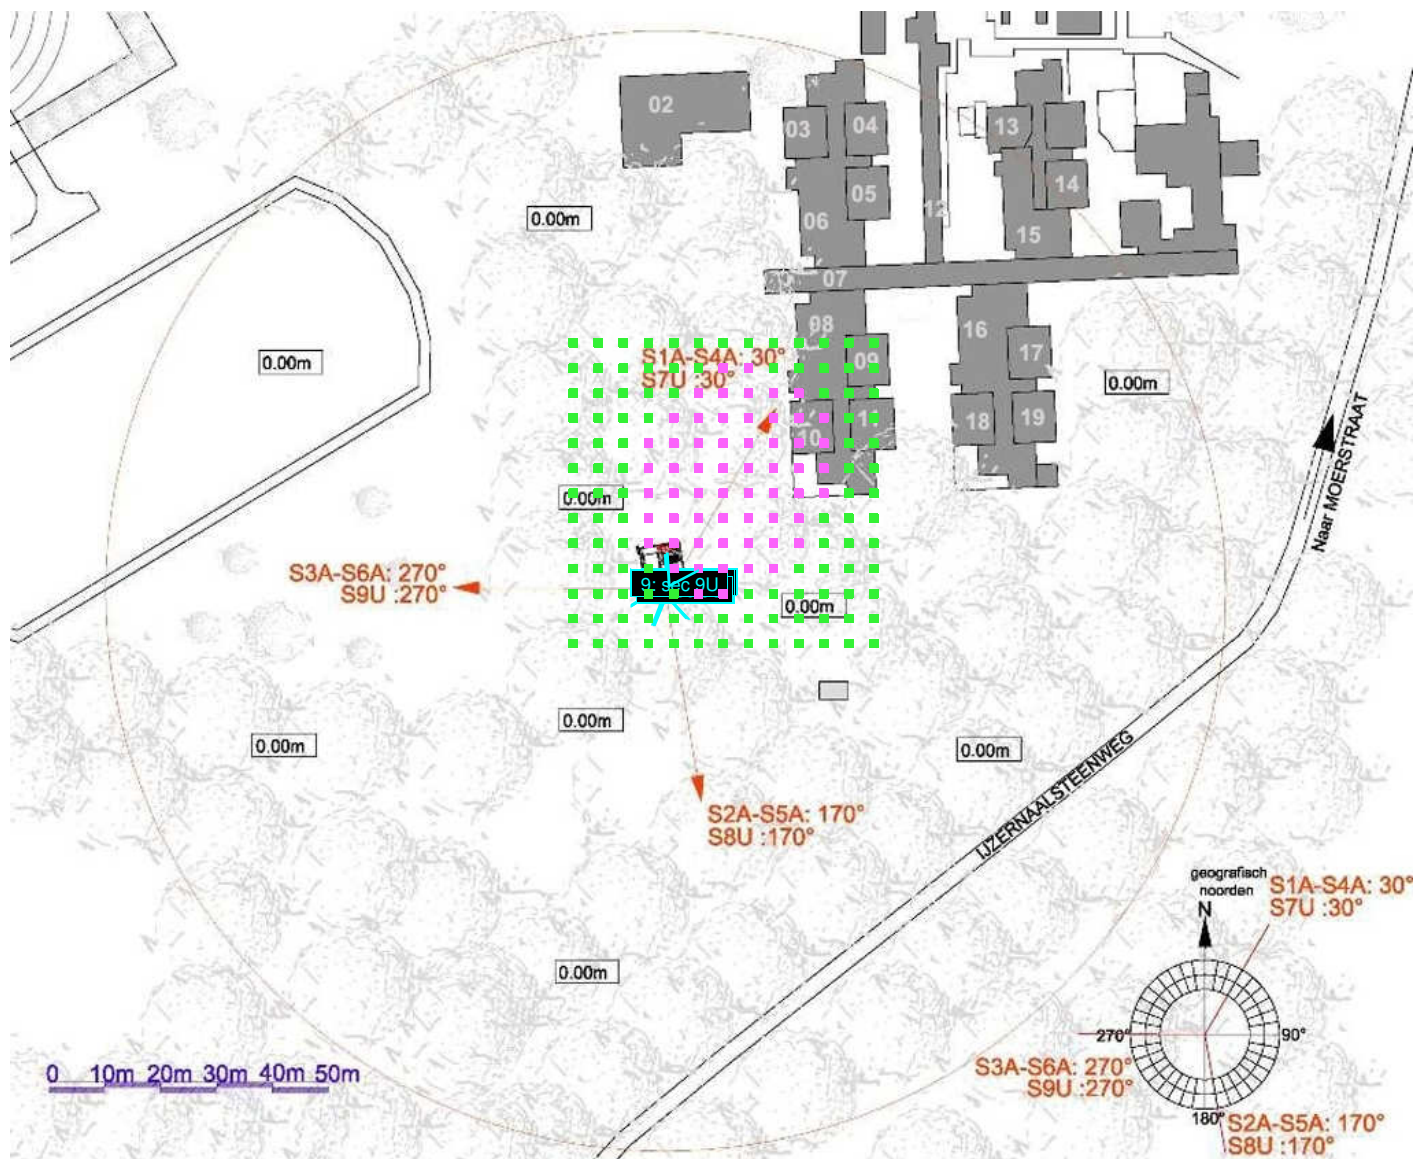 02
03
04
13
05
14
12
06
15
0.00m
07
08
16
S1A-S4A: 30°
S7U :30°
09
17
0.00m
0.00m
10
11
18
19
0.00m
Naar MOERSTRAAT
S3A-S6A: 270°
S9U :270°
9: sec 9U
0.00m
0.00m
0.00m
0.00m
IJZERNAALSTEENWEG
S2A-S5A: 170°
S8U :170°
geografisch
noorden
N
S1A-S4A: 30°
S7U :30°
0.00m
270°
90°
S3A-S6A: 270°
S9U :270°
180°
S2A-S5A: 170°
S8U :170°
0 10m 20m 30m 40m 50m